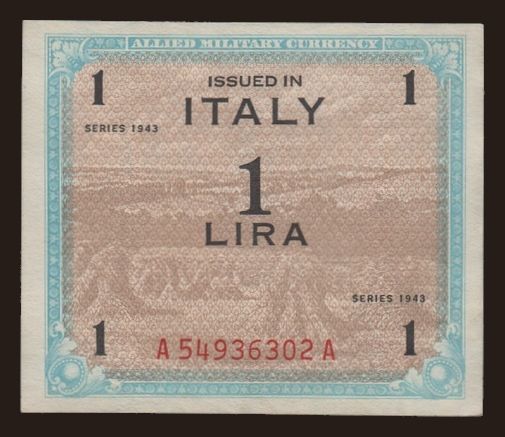 ALLIED MILITARY CURRENCY
1 ISSUED IN 1
ITALY
SERIES 1943
1
LIRA
SERIES 1943
1 A 54936302 A 1